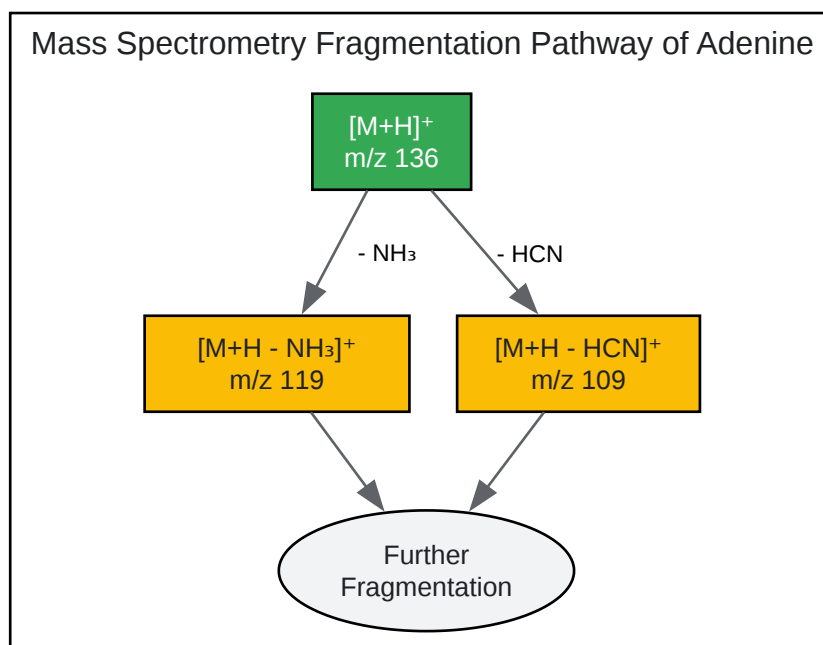 Mass Spectrometry Fragmentation Pathway of Adenine
[M+H]⁺
m/z 136
- NH₃
- HCN
[M+H - NH₃]⁺
m/z 119
[M+H - HCN]⁺
m/z 109
Further
Fragmentation